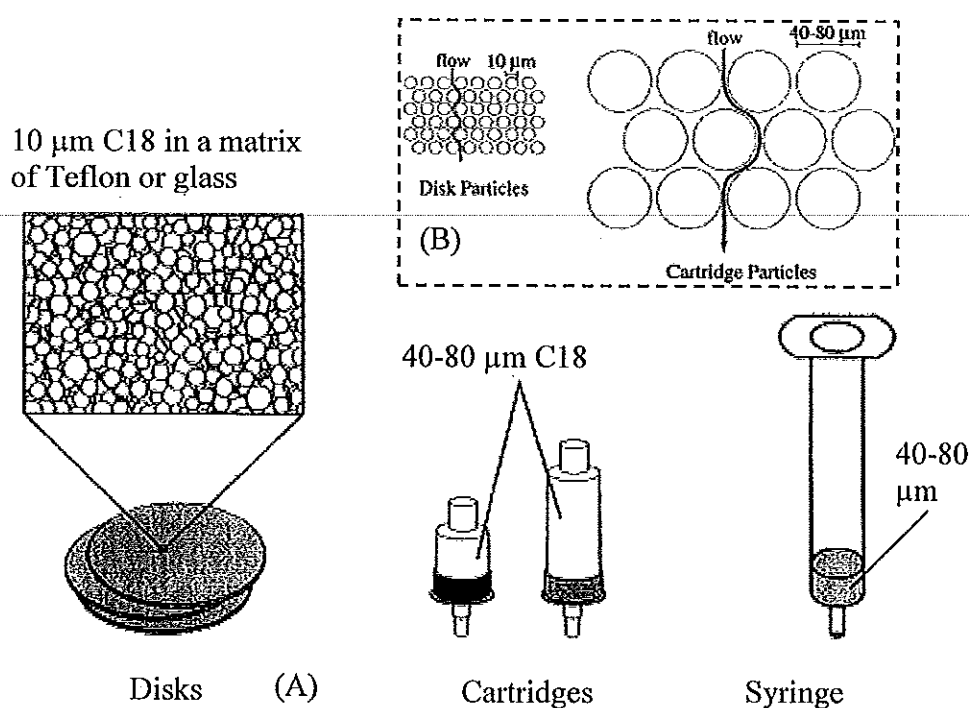 flow
10 μm
Disk Particles
(B)
flow
40-80 μm
Cartridge Particles
10 μm C18 in a matrix
of Teflon or glass
40-80 μm C18
40-80
μm
Disks
(A)
Cartridges
Syringe